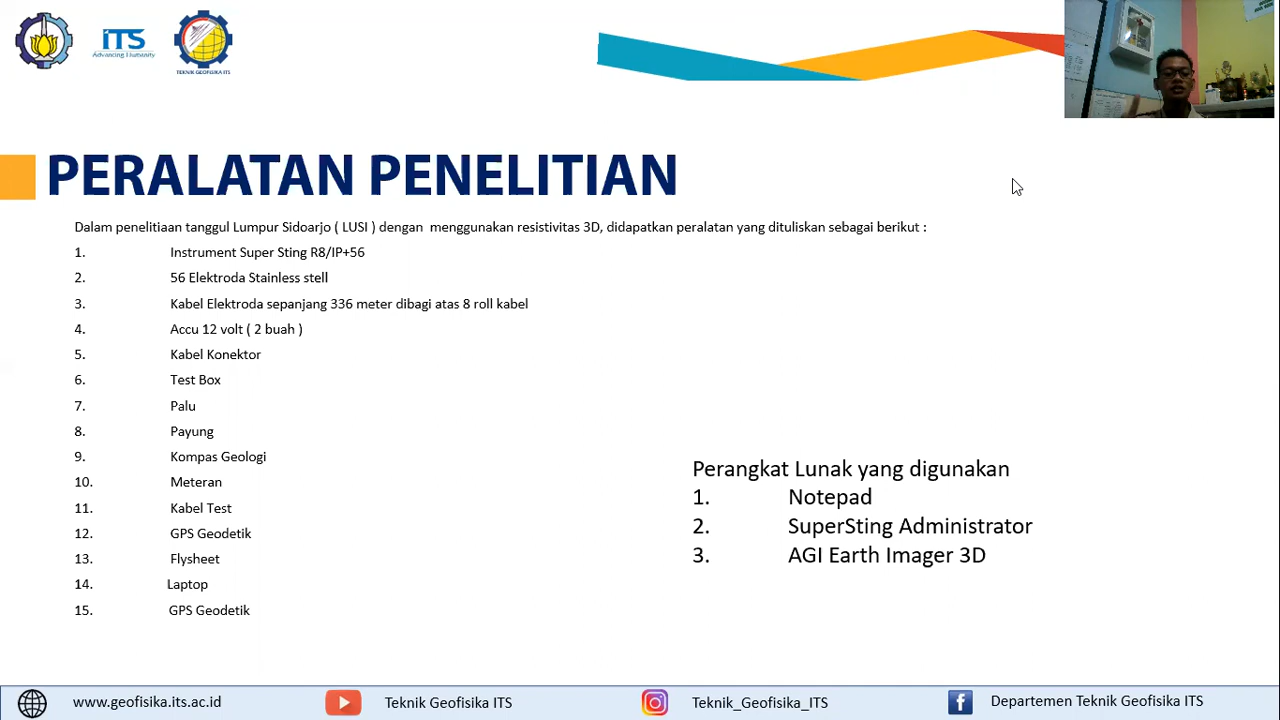 ITS
Advancing Humanity
TEKNIK GEOFISIKA ITS
PERALATAN PENELITIAN
Dalam penelitiaan tanggul Lumpur Sidoarjo ( LUSI ) dengan menggunakan resistivitas 3D, didapatkan peralatan yang dituliskan sebagai berikut :
1. Instrument Super Sting R8/IP+56
2. 56 Elektroda Stainless stell
3. Kabel Elektroda sepanjang 336 meter dibagi atas 8 roll kabel
4. Accu 12 volt ( 2 buah )
5. Kabel Konektor
6. Test Box
7. Palu
8. Payung
9. Kompas Geologi
10. Meteran
11. Kabel Test
12. GPS Geodetik
13. Flysheet
14. Laptop
15. GPS Geodetik
Perangkat Lunak yang digunakan
1. Notepad
2. SuperSting Administrator
3. AGI Earth Imager 3D
www.geofisika.its.ac.id
Teknik Geofisika ITS
Teknik_Geofisika_ITS
Departemen Teknik Geofisika ITS